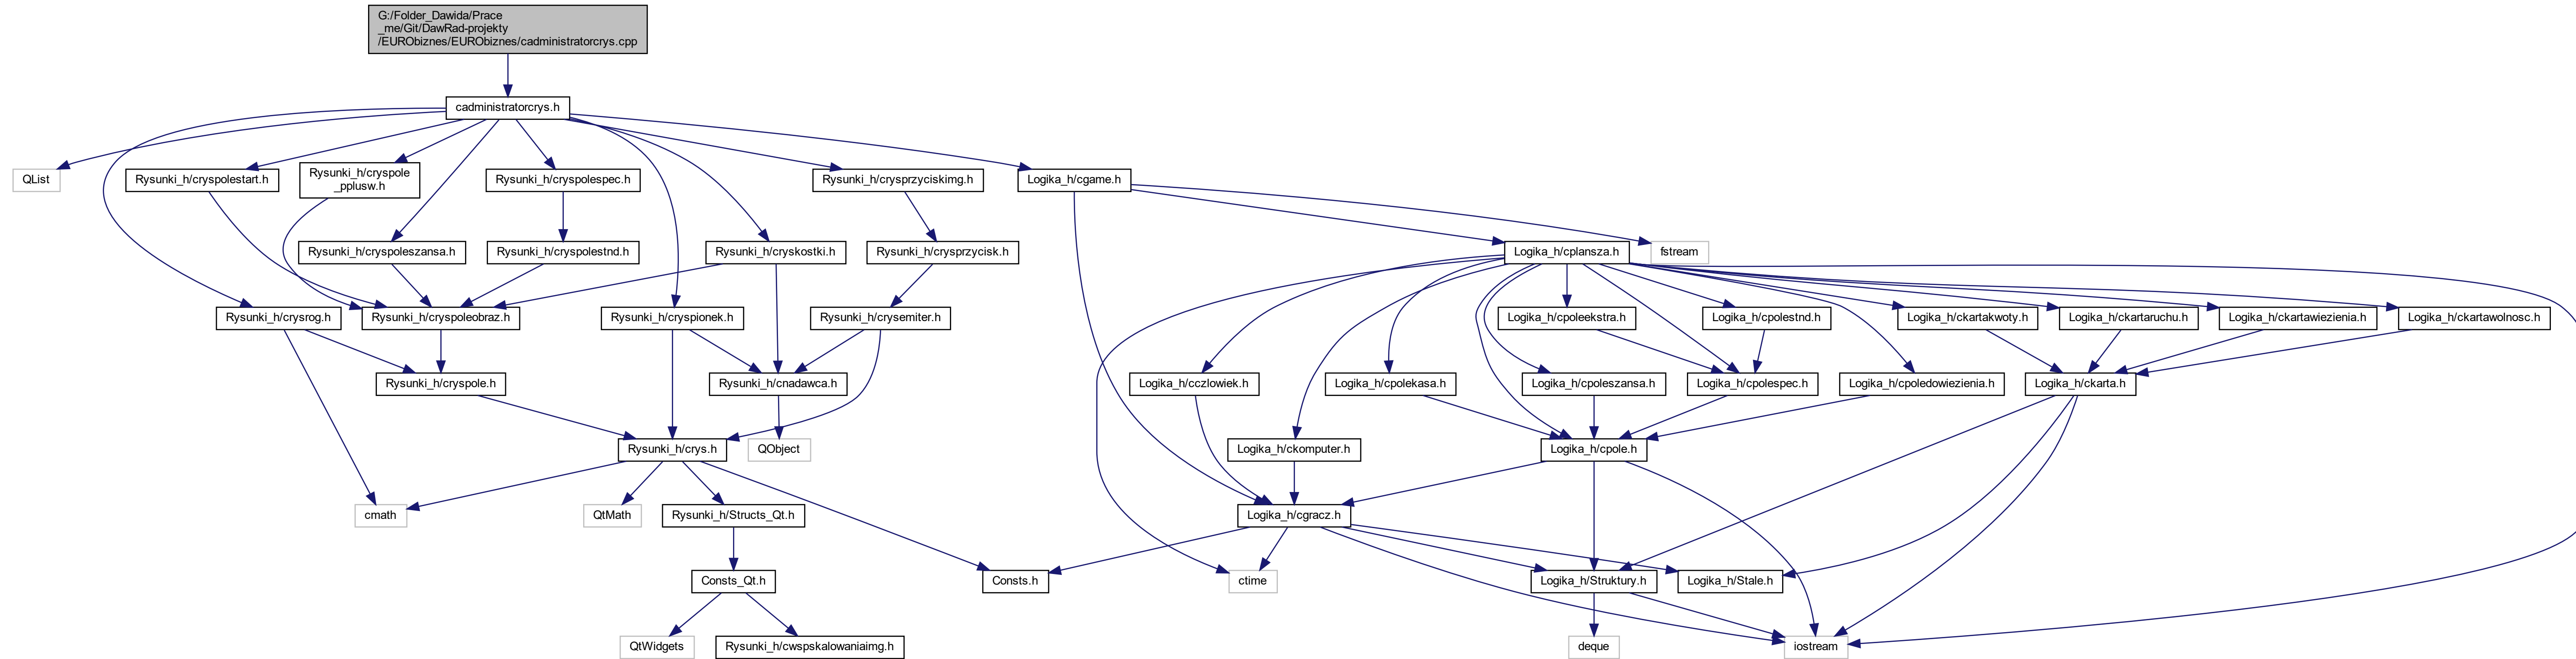 G:/Folder_Dawida/Prace
_me/Git/DawRad-projekty
/EURObiznes/EURObiznes/cadministratorcrys.cpp
cadministratorcrys.h
QList
Rysunki_h/cryspolestart.h
Rysunki_h/cryspole
_pplusw.h
Rysunki_h/cryspolespec.h
Rysunki_h/crysprzyciskimg.h
Logika_h/cgame.h
Rysunki_h/cryspoleszansa.h
Rysunki_h/cryspolestnd.h
Rysunki_h/cryskostki.h
Rysunki_h/crysprzycisk.h
Logika_h/cplansza.h
fstream
Rysunki_h/crysrog.h
Rysunki_h/cryspoleobraz.h
Rysunki_h/cryspionek.h
Rysunki_h/crysemiter.h
Logika_h/cpoleekstra.h
Logika_h/cpolestnd.h
Logika_h/ckartakwoty.h
Logika_h/ckartaruchu.h
Logika_h/ckartawiezienia.h
Logika_h/ckartawolnosc.h
Rysunki_h/cryspole.h
Rysunki_h/cnadawca.h
Logika_h/cczlowiek.h
Logika_h/cpolekasa.h
Logika_h/cpoleszansa.h
Logika_h/cpolespec.h
Logika_h/cpoledowiezienia.h
Logika_h/ckarta.h
Rysunki_h/crys.h
QObject
Logika_h/ckomputer.h
Logika_h/cpole.h
cmath
QtMath
Rysunki_h/Structs_Qt.h
Logika_h/cgracz.h
Consts_Qt.h
Consts.h
ctime
Logika_h/Struktury.h
Logika_h/Stale.h
QtWidgets
Rysunki_h/cwspskalowaniaimg.h
deque
iostream